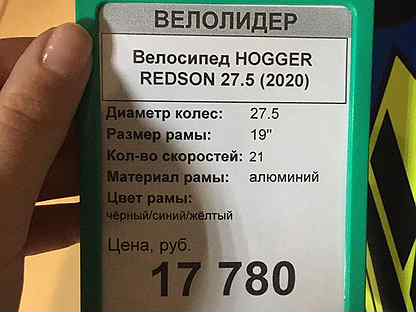 ВЕЛОЛИДЕР
Велосипед HOGGER
REDSON 27.5 (2020)
Диаметр колес: 27.5
Размер рамы: 19"
Кол-во скоростей: 21
Материал рамы: алюминий
Цвет рамы:
чёрный/синий/жёлтый
Цена, руб.
17 780